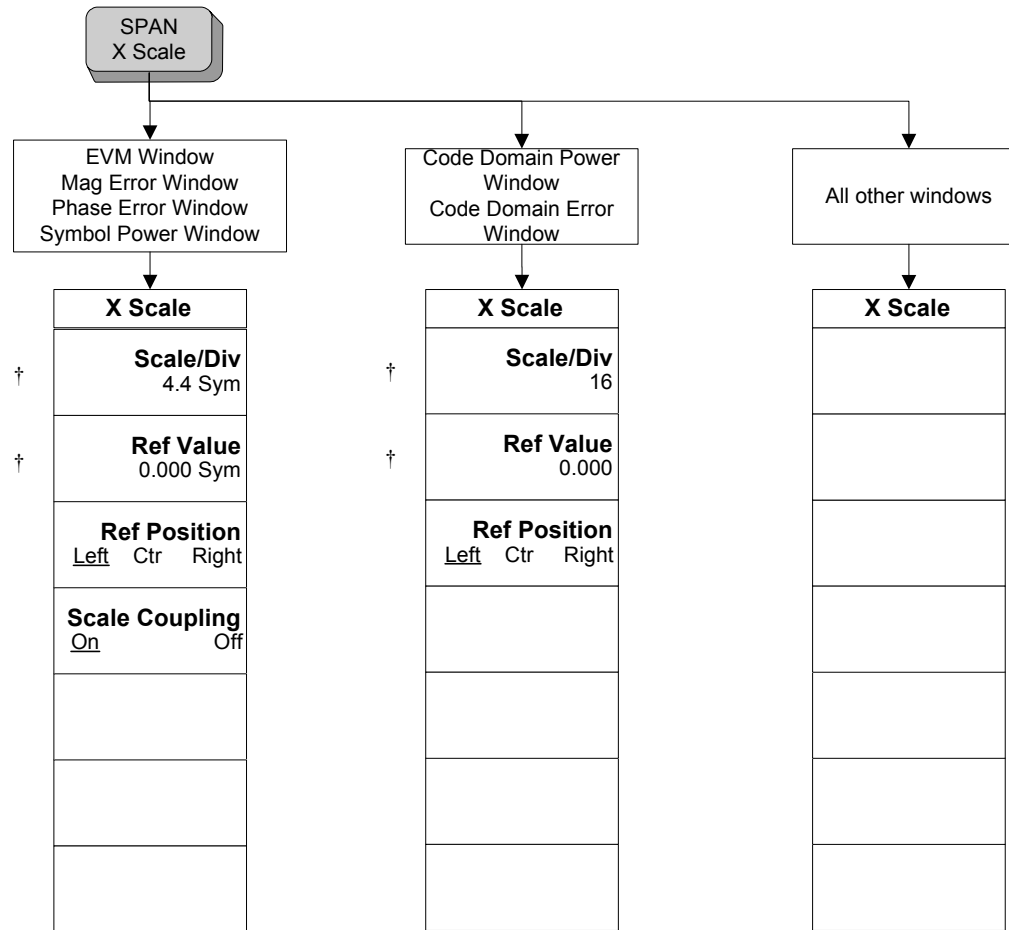 SPAN
X Scale
EVM Window
Mag Error Window
Phase Error Window
Symbol Power Window
Code Domain Power
Window
Code Domain Error
Window
All other windows
X Scale
† Scale/Div
4.4 Sym
† Ref Value
0.000 Sym
Ref Position
Left Ctr Right
Scale Coupling
On Off
X Scale
† Scale/Div
16
† Ref Value
0.000
Ref Position
Left Ctr Right
X Scale